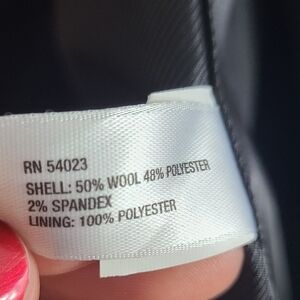 RN 54023
SHELL: 50% WOOL 48% POLYESTER
2% SPANDEX
LINING: 100% POLYESTER